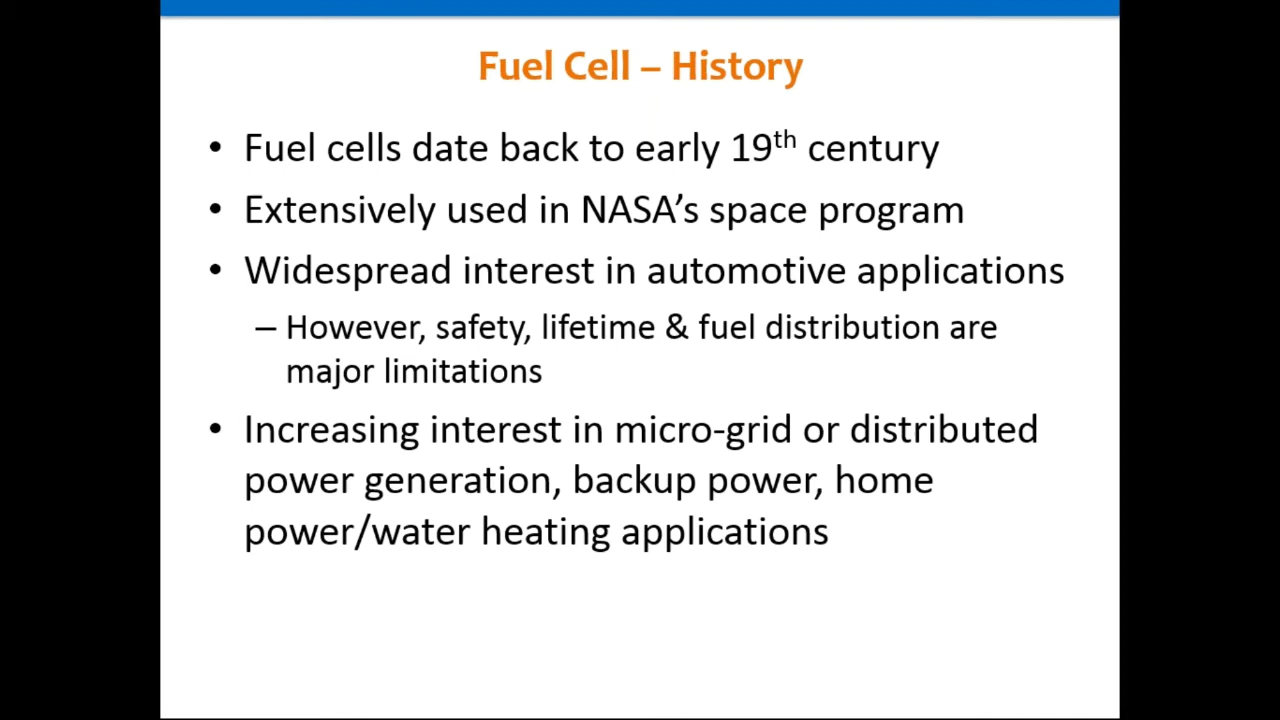 Fuel Cell – History
• Fuel cells date back to early 19th century
• Extensively used in NASA’s space program
• Widespread interest in automotive applications
– However, safety, lifetime & fuel distribution are
major limitations
• Increasing interest in micro-grid or distributed
power generation, backup power, home
power/water heating applications